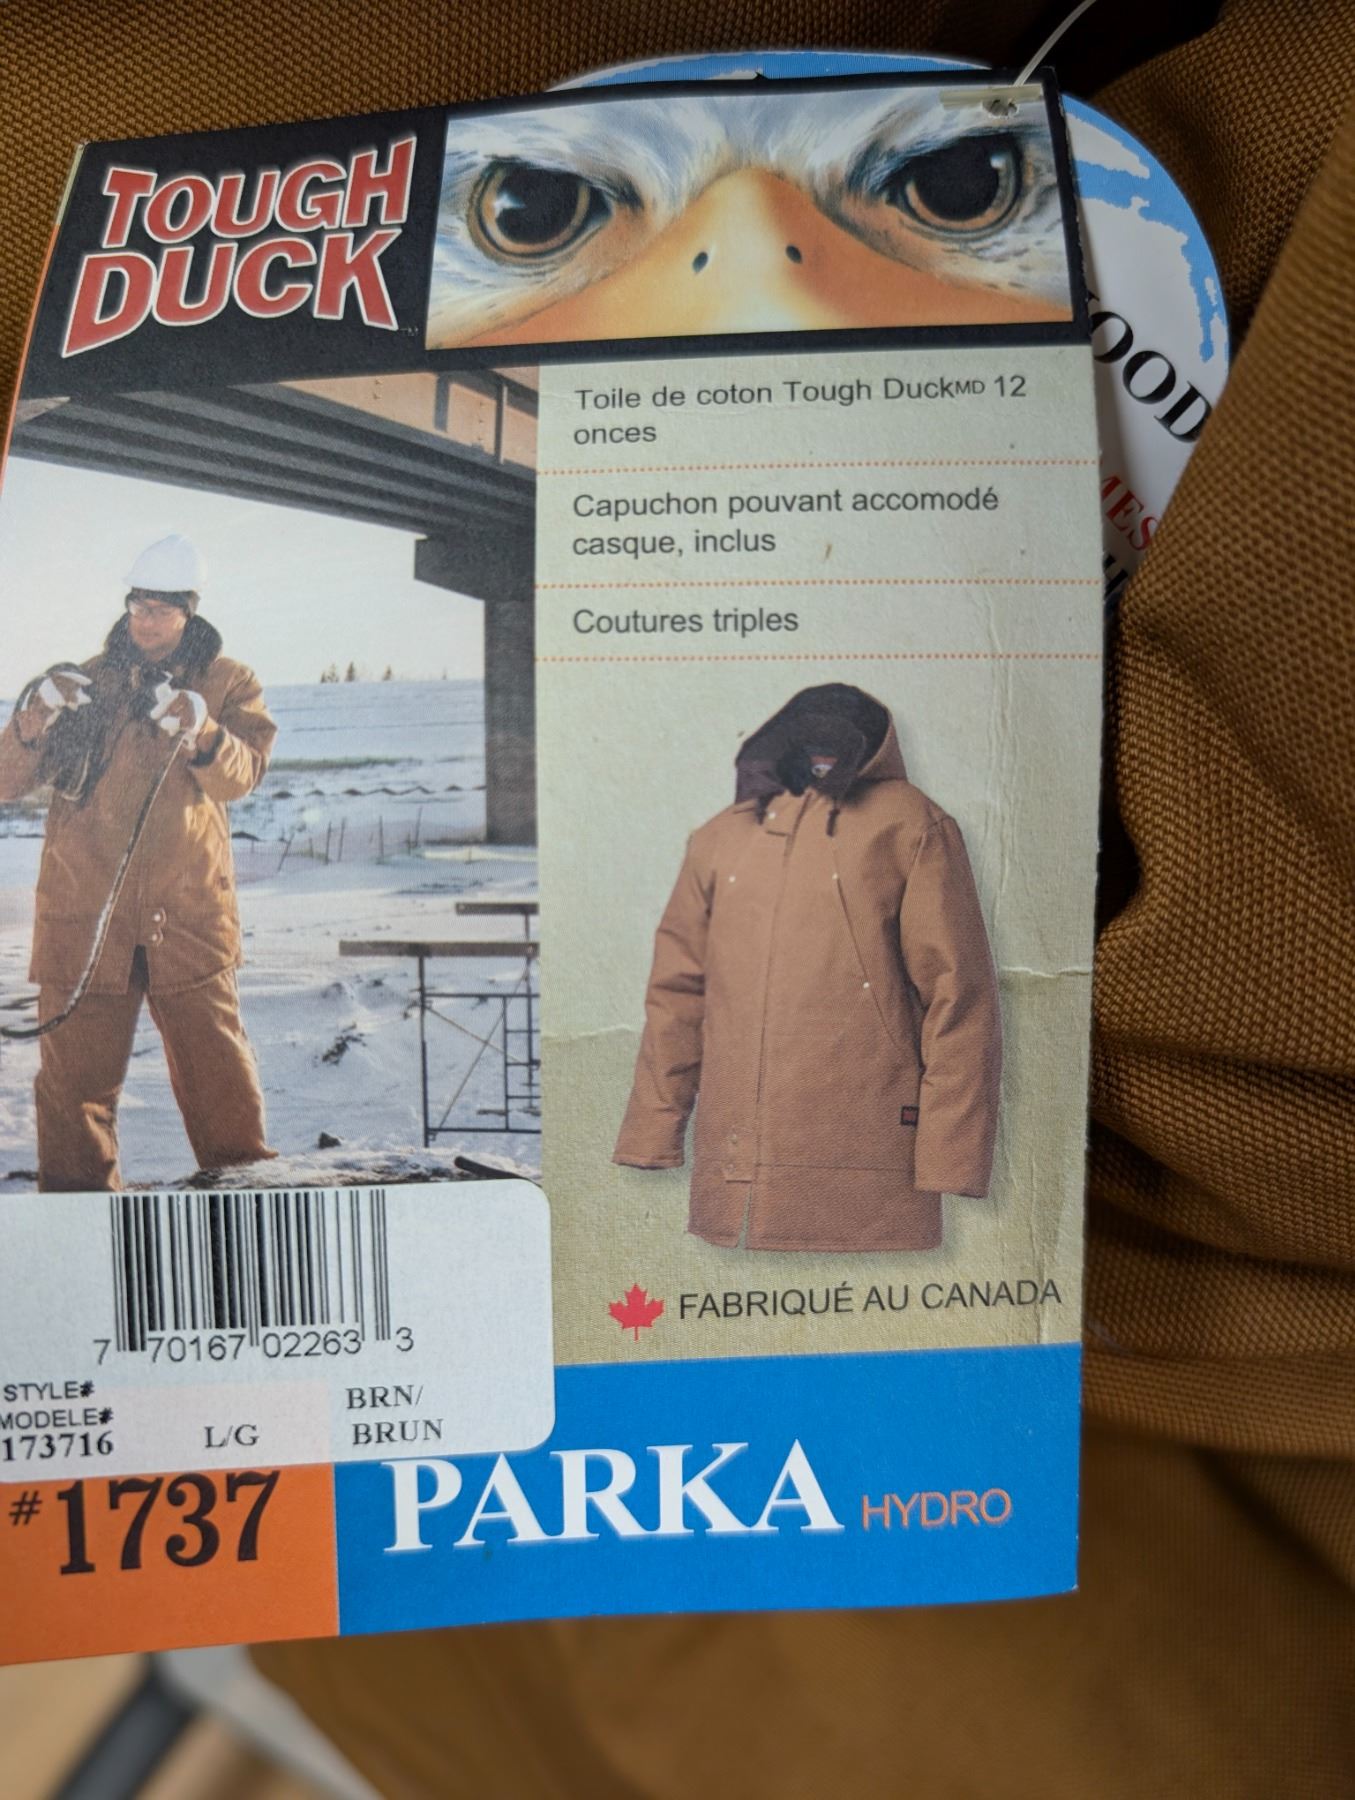 TOUGH
DUCK
Toile de coton Tough DuckMD 12
onces
Capuchon pouvant accomodé
casque, inclus
Coutures triples
FABRIQUÉ AU CANADA
7 70167 02263 3
STYLE#
MODELE#
173716
L/G
BRN/
BRUN
#1737
PARKA HYDRO